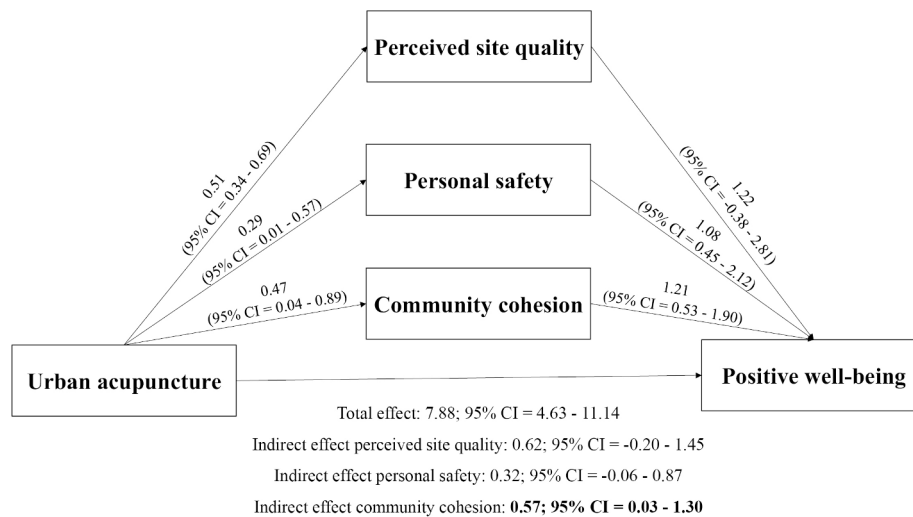 Perceived site quality
0.51
(95% CI = 0.34 - 0.69)
1.22
(95% CI = -0.38 - 2.81)
Personal safety
0.29
(95% CI = 0.01 - 0.57)
1.08
(95% CI = 0.45 - 2.12)
Community cohesion
0.47
(95% CI = 0.04 - 0.89)
1.21
(95% CI = 0.53 - 1.90)
Urban acupuncture
Positive well-being
Total effect: 7.88; 95% CI = 4.63 - 11.14
Indirect effect perceived site quality: 0.62; 95% CI = -0.20 - 1.45
Indirect effect personal safety: 0.32; 95% CI = -0.06 - 0.87
Indirect effect community cohesion: 0.57; 95% CI = 0.03 - 1.30